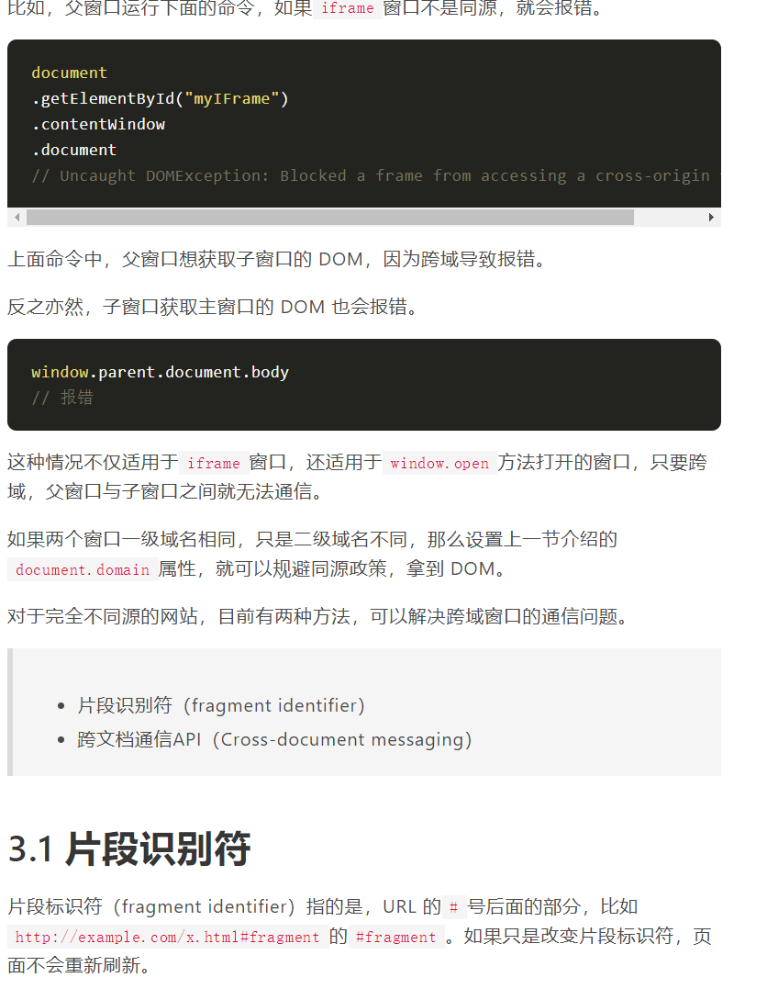 比如，父窗口运行下面的命令，如果 iframe 窗口不是同源，就会报错。
document
.getElementById("myIFrame")
.contentWindow
.document
// Uncaught DOMException: Blocked a frame from accessing a cross-origin
上面命令中，父窗口想获取子窗口的 DOM，因为跨域导致报错。
反之亦然，子窗口获取主窗口的 DOM 也会报错。
window.parent.document.body
// 报错
这种情况不仅适用于 iframe 窗口，还适用于 window.open 方法打开的窗口，只要跨
域，父窗口与子窗口之间就无法通信。
如果两个窗口一级域名相同，只是二级域名不同，那么设置上一节介绍的
document.domain 属性，就可以规避同源政策，拿到 DOM。
对于完全不同源的网站，目前有两种方法，可以解决跨域窗口的通信问题。
• 片段识别符（fragment identifier）
• 跨文档通信API（Cross-document messaging）
3.1 片段识别符
片段标识符（fragment identifier）指的是，URL 的 # 号后面的部分，比如
http://example.com/x.html#fragment 的 #fragment 。如果只是改变片段标识符，页
面不会重新刷新。